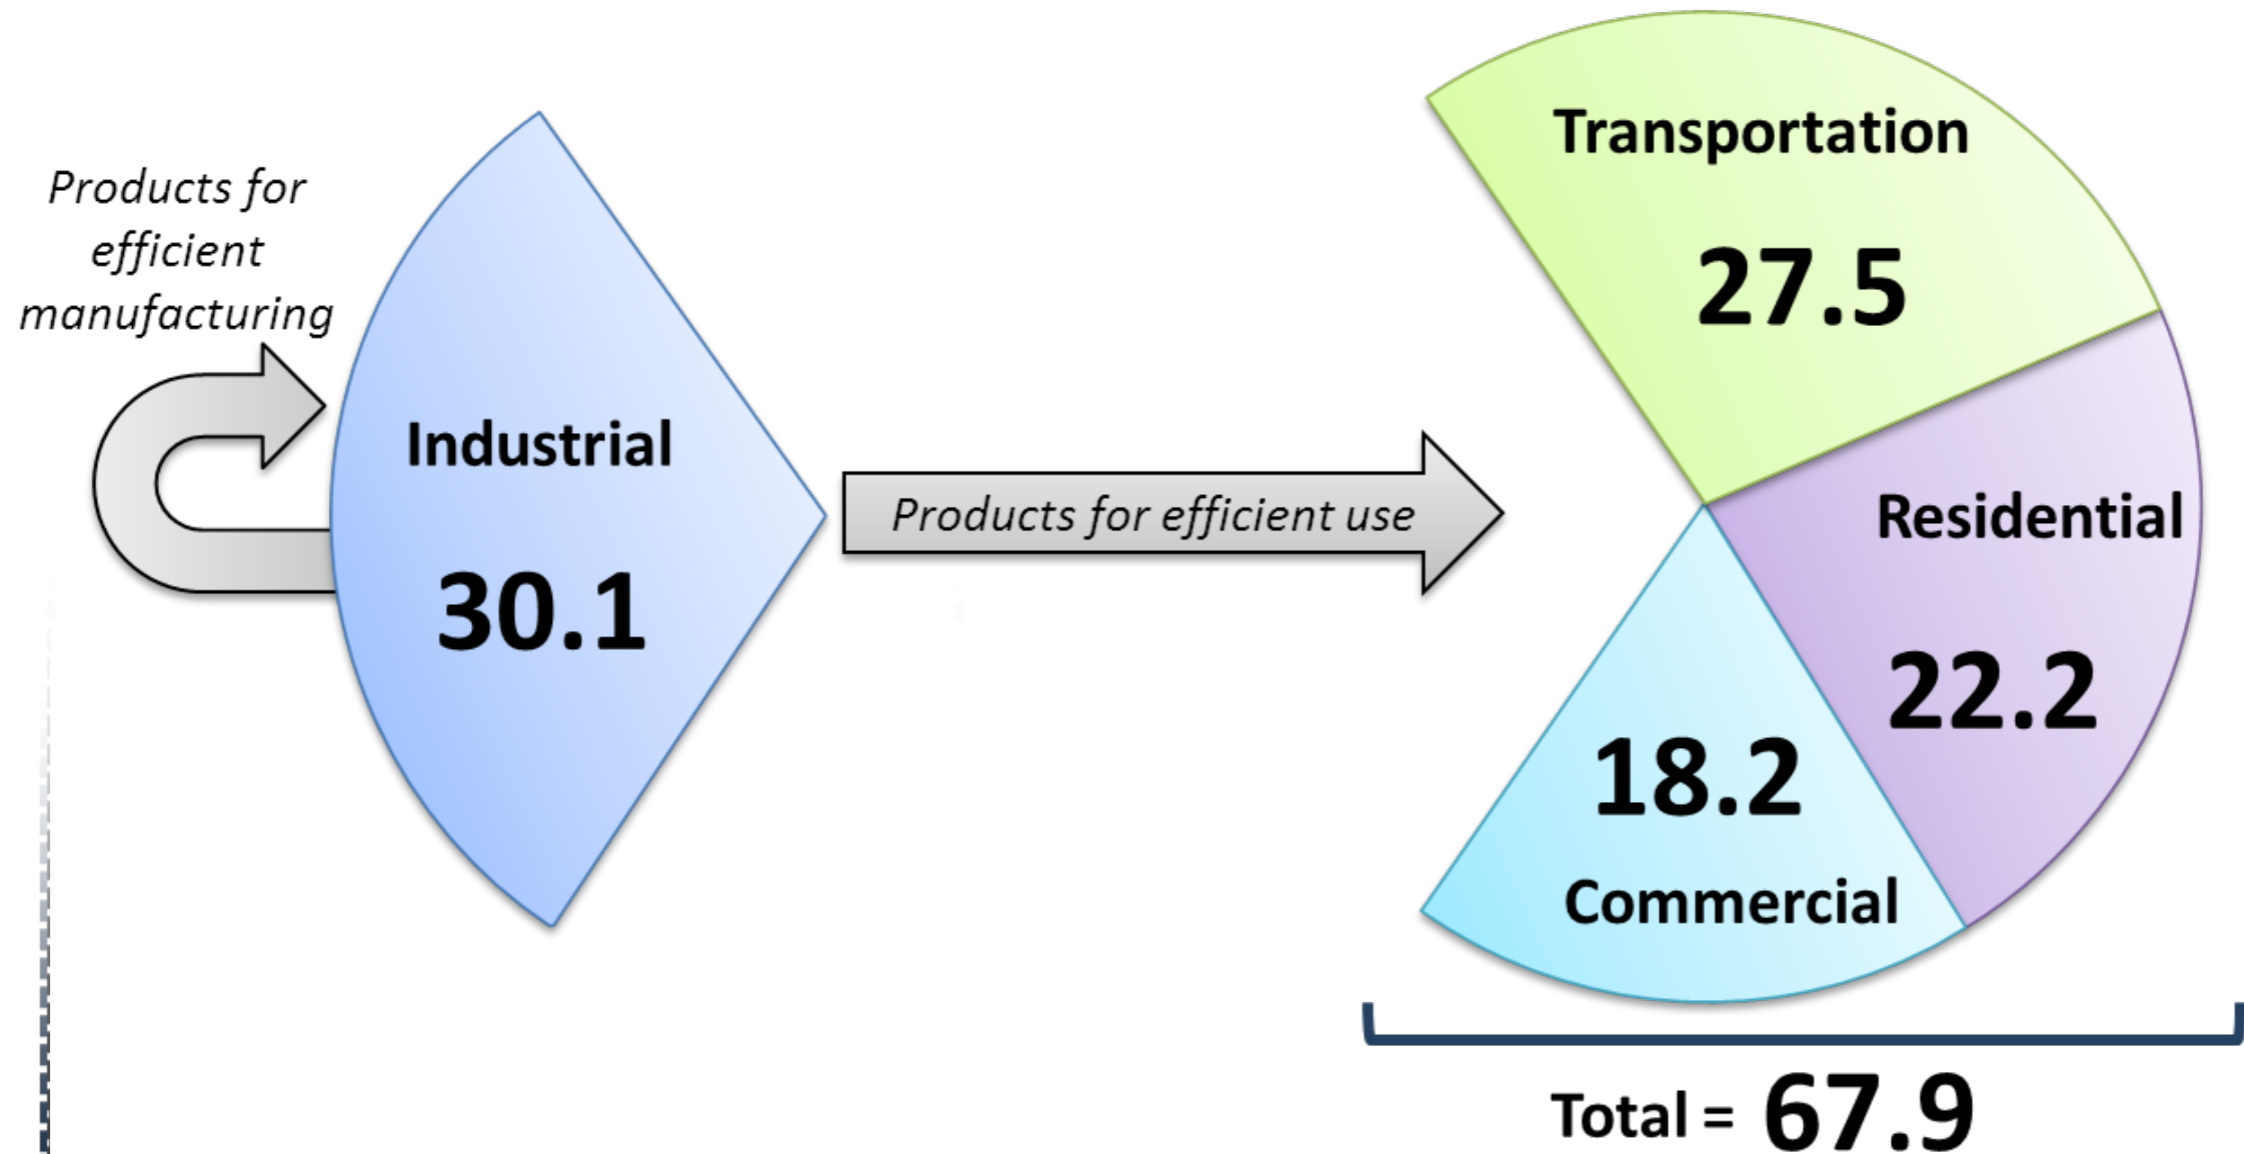 Products for
efficient
manufacturing
Industrial
30.1
Products for efficient use
Transportation
27.5
Residential
22.2
18.2
Commercial
Total = 67.9